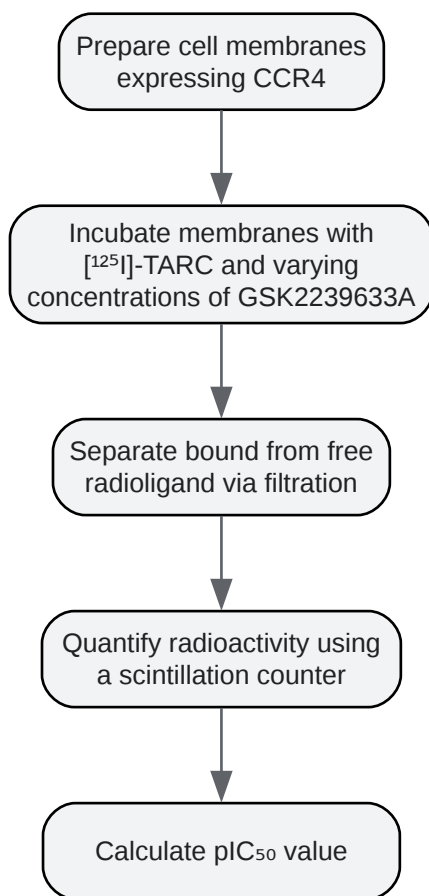 Prepare cell membranes
expressing CCR4
Incubate membranes with
[¹²⁵I]-TARC and varying
concentrations of GSK2239633A
Separate bound from free
radioligand via filtration
Quantify radioactivity using
a scintillation counter
Calculate pIC₅₀ value